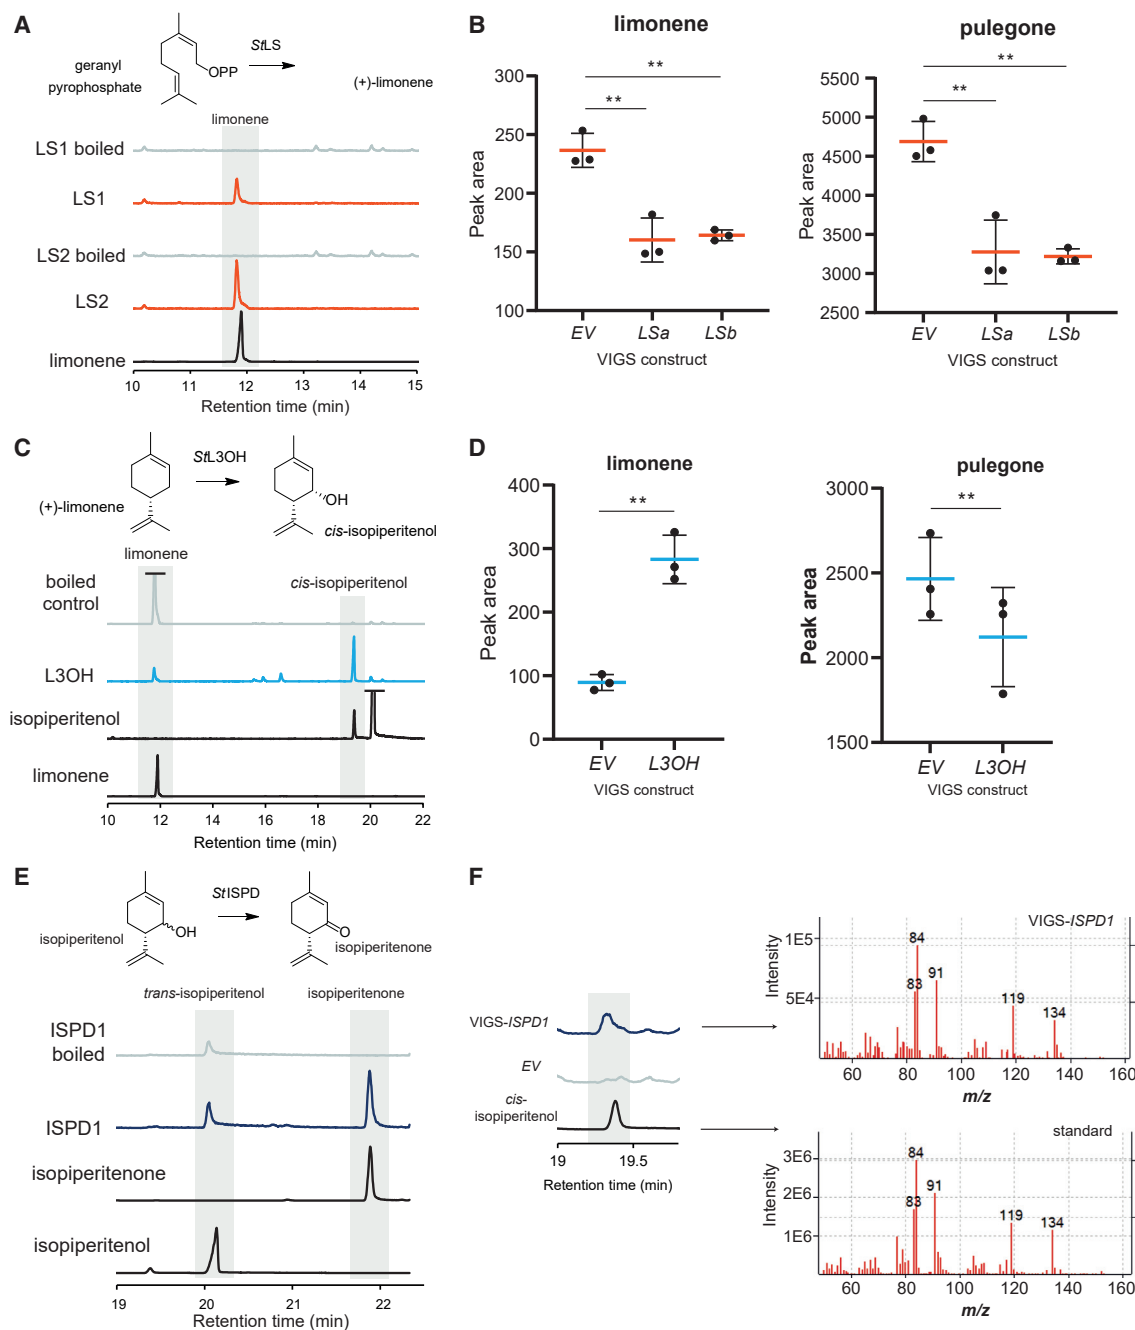 A
geranyl
pyrophosphate
OPP
StLS
(+)-limonene
limonene
LS1 boiled
LS1
LS2 boiled
LS2
limonene
10 11 12 13 14 15
Retention time (min)
B
limonene
**
**
Peak area
300
250
200
150
100
EV LSa LSb
VIGS construct
pulegone
**
**
Peak area
5500
5000
4500
4000
3500
3000
2500
EV LSa LSb
VIGS construct
C
(+)-limonene
StL3OH
OH
cis-isopiperitenol
limonene
cis-isopiperitenol
boiled
control
L3OH
isopiperitenol
limonene
10 12 14 16 18 20 22
Retention time (min)
D
limonene
**
Peak area
400
300
200
100
0
EV L3OH
VIGS construct
pulegone
**
Peak area
3000
2500
2000
1500
EV L3OH
VIGS construct
E
isopiperitenol
OH
StISPD
O
isopiperitenone
trans-isopiperitenol
isopiperitenone
ISPD1
boiled
ISPD1
isopiperitenone
isopiperitenol
19 20 21 22
Retention time (min)
F
VIGS-ISPD1
EV
cis-
isopiperitenol
19 19.5
Retention time (min)
VIGS-ISPD1
Intensity
1E5
5E4
84
83
91
119
134
60 80 100 120 140 160
m/z
standard
Intensity
3E6
2E6
1E6
84
83
91
119
134
60 80 100 120 140 160
m/z